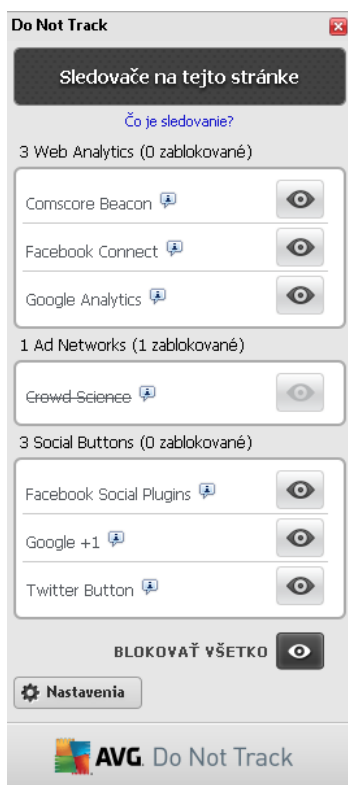 Do Not Track
Sledovače na tejto stránke
Čo je sledovanie?
3 Web Analytics (0 zablokované)
Comscore Beacon
Facebook Connect
Google Analytics
1 Ad Networks (1 zablokované)
Crowd Science
3 Social Buttons (0 zablokované)
Facebook Social Plugins
Google +1
Twitter Button
BLOKOVAŤ VŠETKO
Nastavenia
AVG. Do Not Track